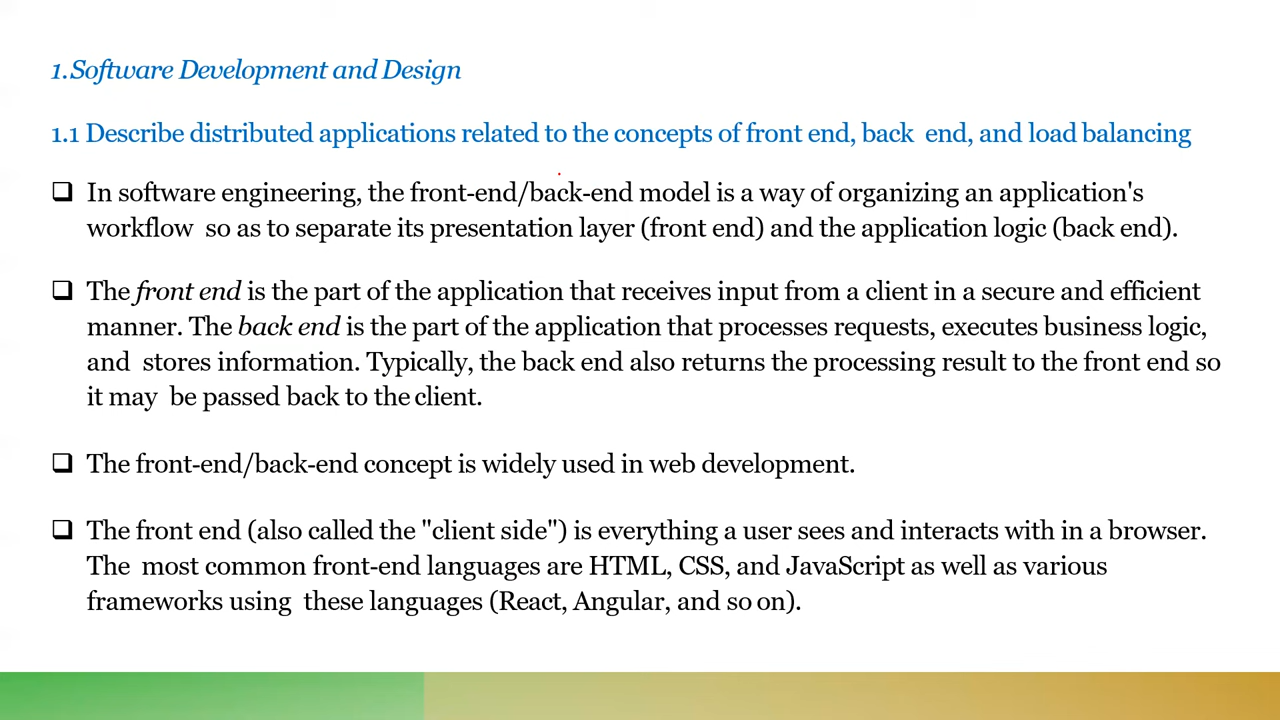 1.Software Development and Design
1.1 Describe distributed applications related to the concepts of front end, back end, and load balancing
❑ In software engineering, the front-end/back-end model is a way of organizing an application's
workflow so as to separate its presentation layer (front end) and the application logic (back end).
❑ The front end is the part of the application that receives input from a client in a secure and efficient
manner. The back end is the part of the application that processes requests, executes business logic,
and stores information. Typically, the back end also returns the processing result to the front end so
it may be passed back to the client.
❑ The front-end/back-end concept is widely used in web development.
❑ The front end (also called the "client side") is everything a user sees and interacts with in a browser.
The most common front-end languages are HTML, CSS, and JavaScript as well as various
frameworks using these languages (React, Angular, and so on).